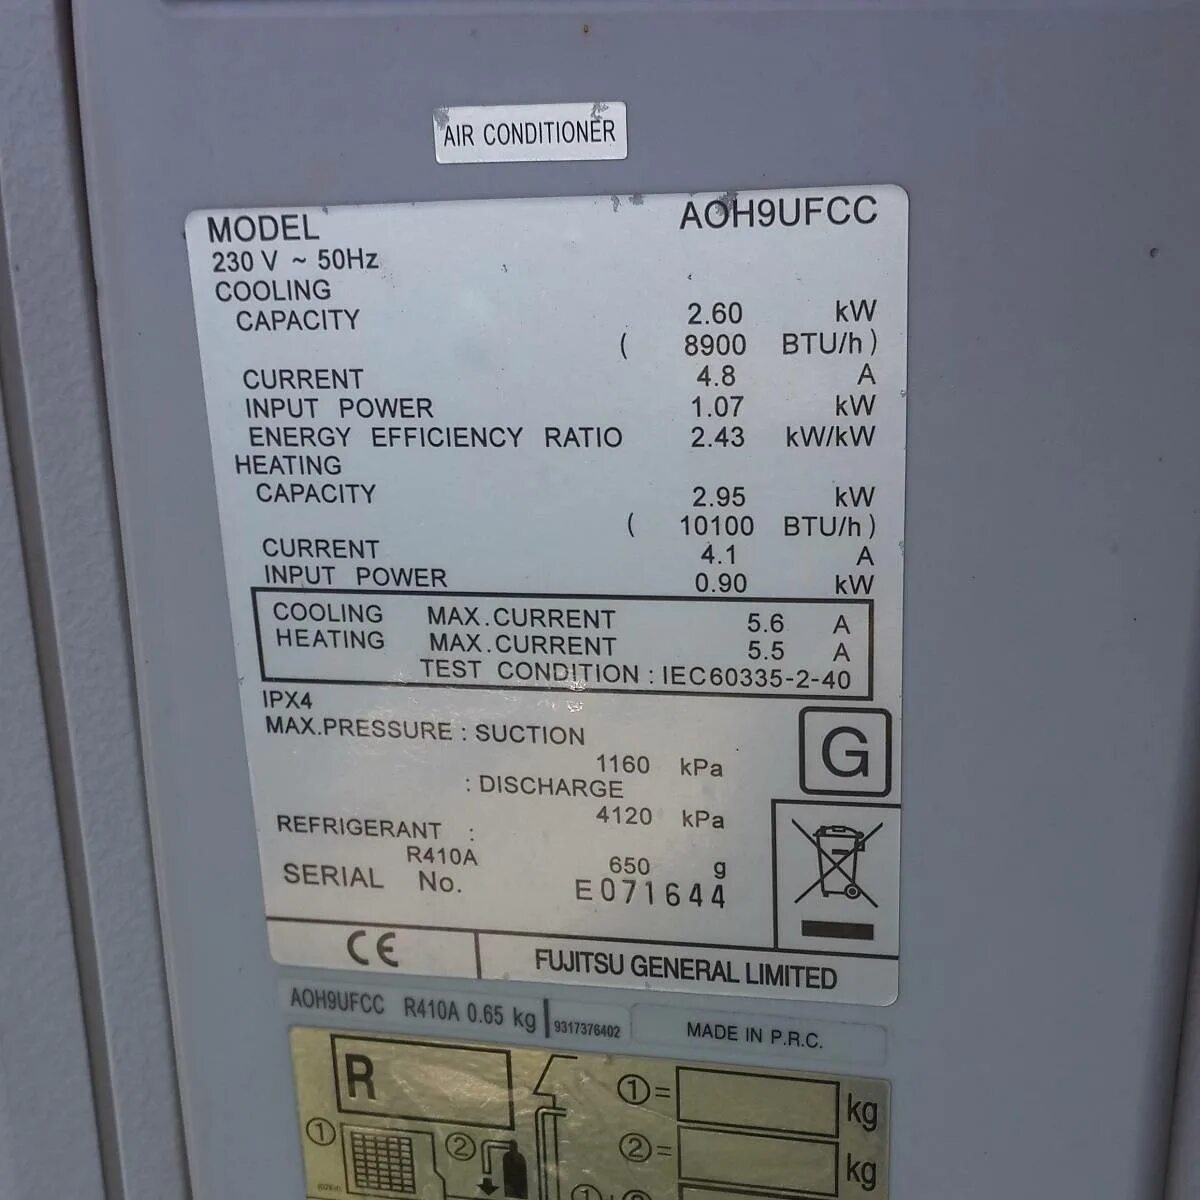 AIR CONDITIONER
MODEL AOH9UFCC
230 V ~ 50Hz
COOLING
CAPACITY 2.60 kW
( 8900 BTU/h )
CURRENT 4.8 A
INPUT POWER 1.07 kW
ENERGY EFFICIENCY RATIO 2.43 kW/kW
HEATING
CAPACITY 2.95 kW
( 10100 BTU/h )
CURRENT 4.1 A
INPUT POWER 0.90 kW
COOLING MAX.CURRENT 5.6 A
HEATING MAX.CURRENT 5.5 A
TEST CONDITION : IEC60335-2-40
IPX4
MAX.PRESSURE : SUCTION
1160 kPa
: DISCHARGE
4120 kPa
G
REFRIGERANT :
R410A 650 g
SERIAL No. E071644
CE FUJITSU GENERAL LIMITED
AOH9UFCC R410A 0.65 kg 9317376402 MADE IN P.R.C.
R
① = kg
① ② ② = kg